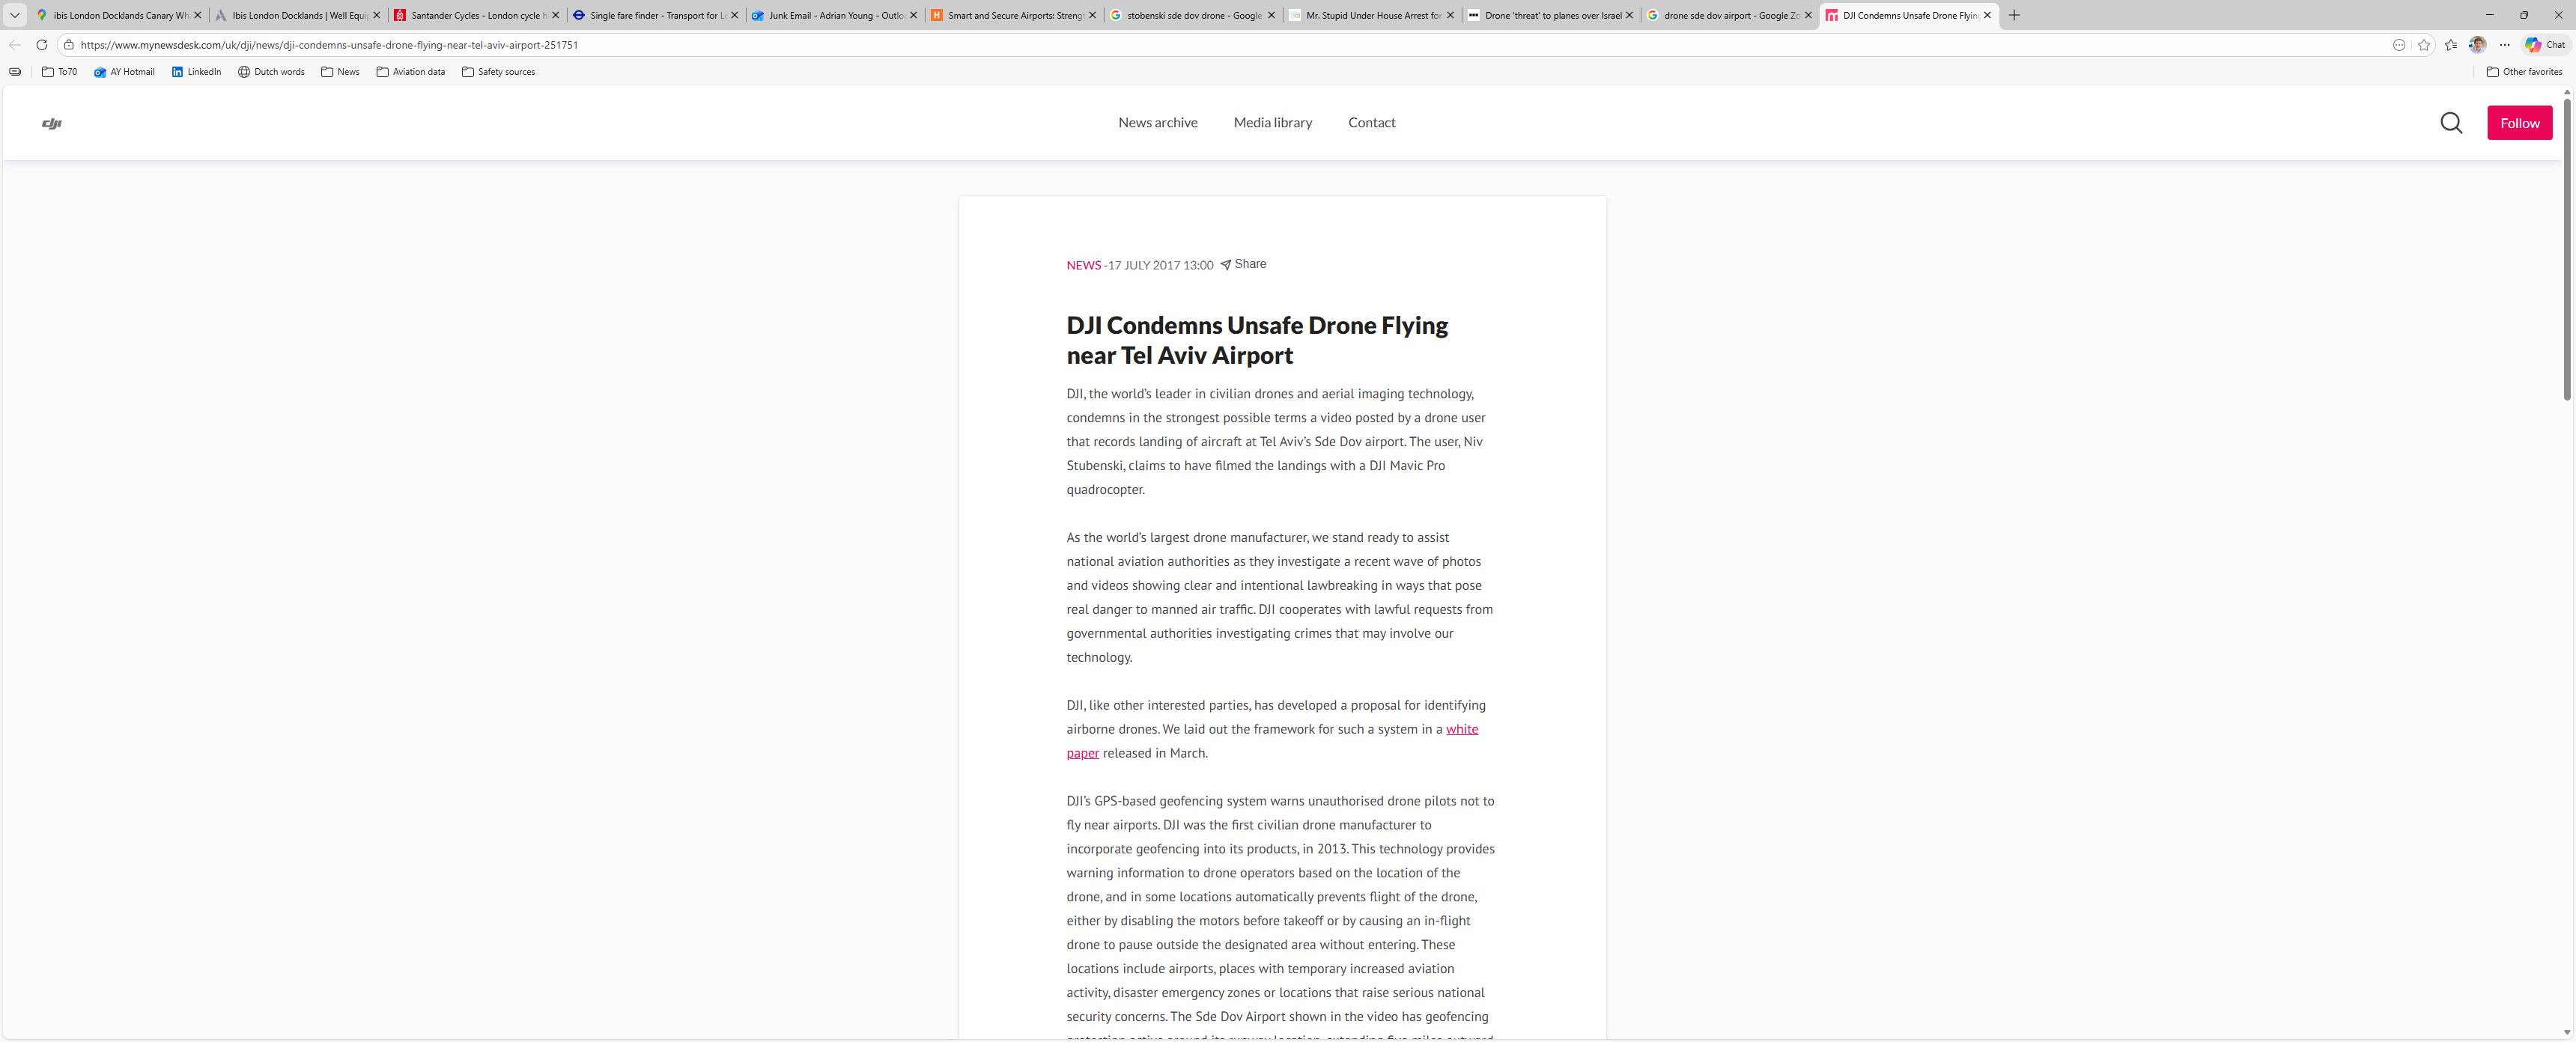 ibis London Docklands Canary Wh
Ibis London Docklands | Well Equip
Santander Cycles - London cycle h
Single fare finder - Transport for Lo
Junk Email - Adrian Young - Outlo
Smart and Secure Airports: Strengt
stobenski sde dov drone - Google
Mr. Stupid Under House Arrest for
Drone 'threat' to planes over Israel
drone sde dov airport - Google Zo
DJI Condemns Unsafe Drone Flying
https://www.mynewsdesk.com/uk/dji/news/dji-condemns-unsafe-drone-flying-near-tel-aviv-airport-251751
Chat
To70
AY Hotmail
LinkedIn
Dutch words
News
Aviation data
Safety sources
Other favorites
dji
News archive
Media library
Contact
Follow
NEWS - 17 JULY 2017 13:00 Share
DJI Condemns Unsafe Drone Flying
near Tel Aviv Airport
DJI, the world's leader in civilian drones and aerial imaging technology,
condemns in the strongest possible terms a video posted by a drone user
that records landing of aircraft at Tel Aviv's Sde Dov airport. The user, Niv
Stubenski, claims to have filmed the landings with a DJI Mavic Pro
quadrocopter.
As the world's largest drone manufacturer, we stand ready to assist
national aviation authorities as they investigate a recent wave of photos
and videos showing clear and intentional lawbreaking in ways that pose
real danger to manned air traffic. DJI cooperates with lawful requests from
governmental authorities investigating crimes that may involve our
technology.
DJI, like other interested parties, has developed a proposal for identifying
airborne drones. We laid out the framework for such a system in a white
paper released in March.
DJI's GPS-based geofencing system warns unauthorised drone pilots not to
fly near airports. DJI was the first civilian drone manufacturer to
incorporate geofencing into its products, in 2013. This technology provides
warning information to drone operators based on the location of the
drone, and in some locations automatically prevents flight of the drone,
either by disabling the motors before takeoff or by causing an in-flight
drone to pause outside the designated area without entering. These
locations include airports, places with temporary increased aviation
activity, disaster emergency zones or locations that raise serious national
security concerns. The Sde Dov Airport shown in the video has geofencing